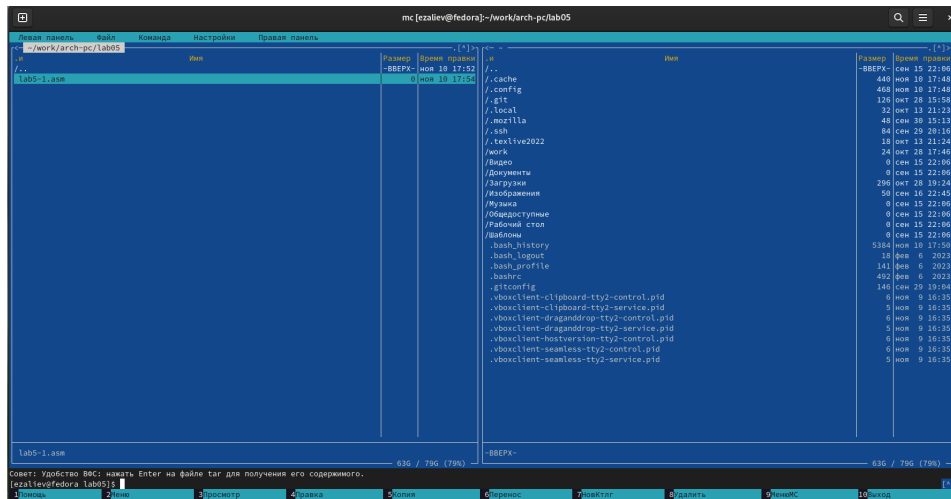 mc [ezaliev@fedora]:~/work/arch-pc/lab05
Левая панель Файл Команда Настройки Правая панель
<- ~/work/arch-pc/lab05 .[^]>
.и Имя Размер Время правки
/.. -ВВЕРХ- ноя 10 17:52
lab5-1.asm 0 ноя 10 17:54
lab5-1.asm
63G / 79G (79%)
<- ~ .[^]>
.и Имя Размер Время правки
/.. -ВВЕРХ- сен 15 22:06
/.cache 440 ноя 10 17:48
/.config 468 ноя 10 17:48
/.git 126 окт 28 15:58
/.local 32 окт 13 21:23
/.mozilla 48 сен 30 15:13
/.ssh 84 сен 29 20:16
/.texlive2022 18 окт 13 21:24
/work 24 окт 28 17:46
/Видео 0 сен 15 22:06
/Документы 0 сен 15 22:06
/Загрузки 296 окт 28 19:24
/Изображения 50 сен 16 22:45
/Музыка 0 сен 15 22:06
/Общедоступные 0 сен 15 22:06
/Рабочий стол 0 сен 15 22:06
/Шаблоны 0 сен 15 22:06
.bash_history 5384 ноя 10 17:50
.bash_logout 18 фев 6 2023
.bash_profile 141 фев 6 2023
.bashrc 492 фев 6 2023
.gitconfig 146 сен 29 19:04
.vboxclient-clipboard-tty2-control.pid 6 ноя 9 16:35
.vboxclient-clipboard-tty2-service.pid 5 ноя 9 16:35
.vboxclient-draganddrop-tty2-control.pid 6 ноя 9 16:35
.vboxclient-draganddrop-tty2-service.pid 5 ноя 9 16:35
.vboxclient-hostversion-tty2-control.pid 6 ноя 9 16:35
.vboxclient-seamless-tty2-control.pid 6 ноя 9 16:35
.vboxclient-seamless-tty2-service.pid 5 ноя 9 16:35
-ВВЕРХ-
63G / 79G (79%)
Совет: Удобство ВФС: нажать Enter на файле tar для получения его содержимого.
[ezaliev@fedora lab05]$
1Помощь 2Меню 3Просмотр 4Правка 5Копия 6Перенос 7НовКтлг 8Удалить 9МенюМС 10Выход